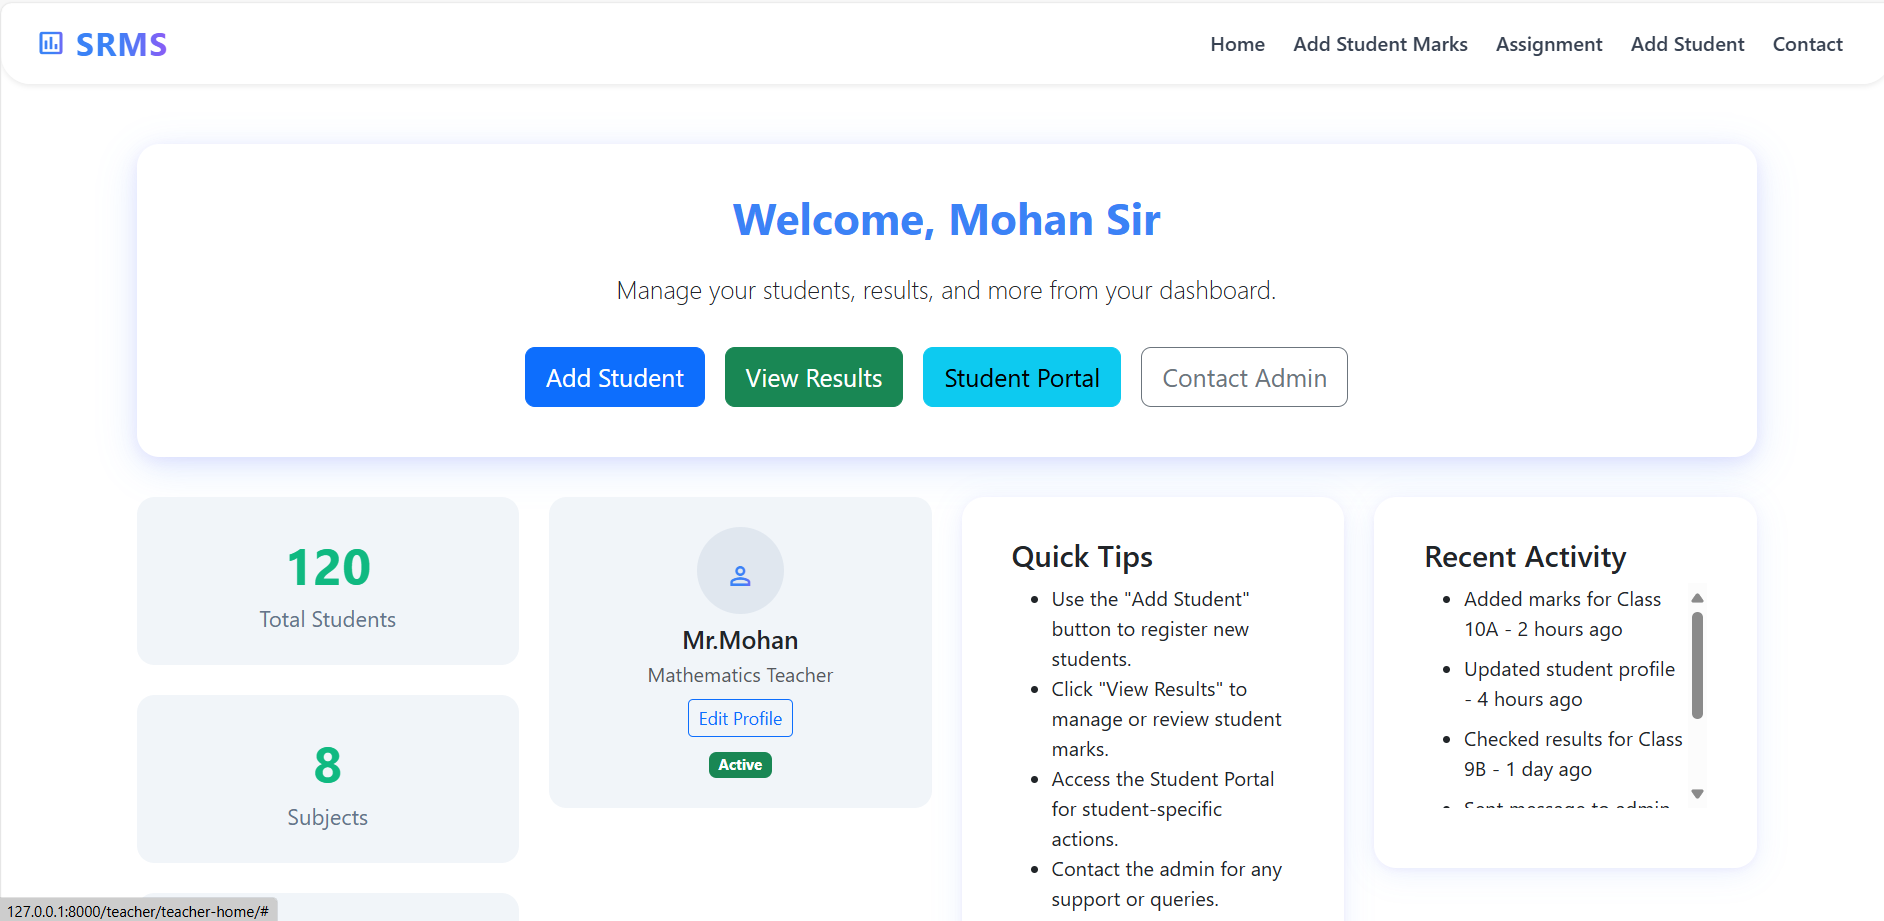 SRMS
Home Add Student Marks Assignment Add Student Contact
Welcome, Mohan Sir
Manage your students, results, and more from your dashboard.
Add Student View Results Student Portal Contact Admin
120
Total Students
8
Subjects
Mr.Mohan
Mathematics Teacher
Edit Profile
Active
Quick Tips
Use the "Add Student"
button to register new
students.
Click "View Results" to
manage or review student
marks.
Access the Student Portal
for student-specific
actions.
Contact the admin for any
support or queries.
Recent Activity
Added marks for Class
10A - 2 hours ago
Updated student profile
- 4 hours ago
Checked results for Class
9B - 1 day ago
Sent message to admin
127.0.0.1:8000/teacher/teacher-home/#